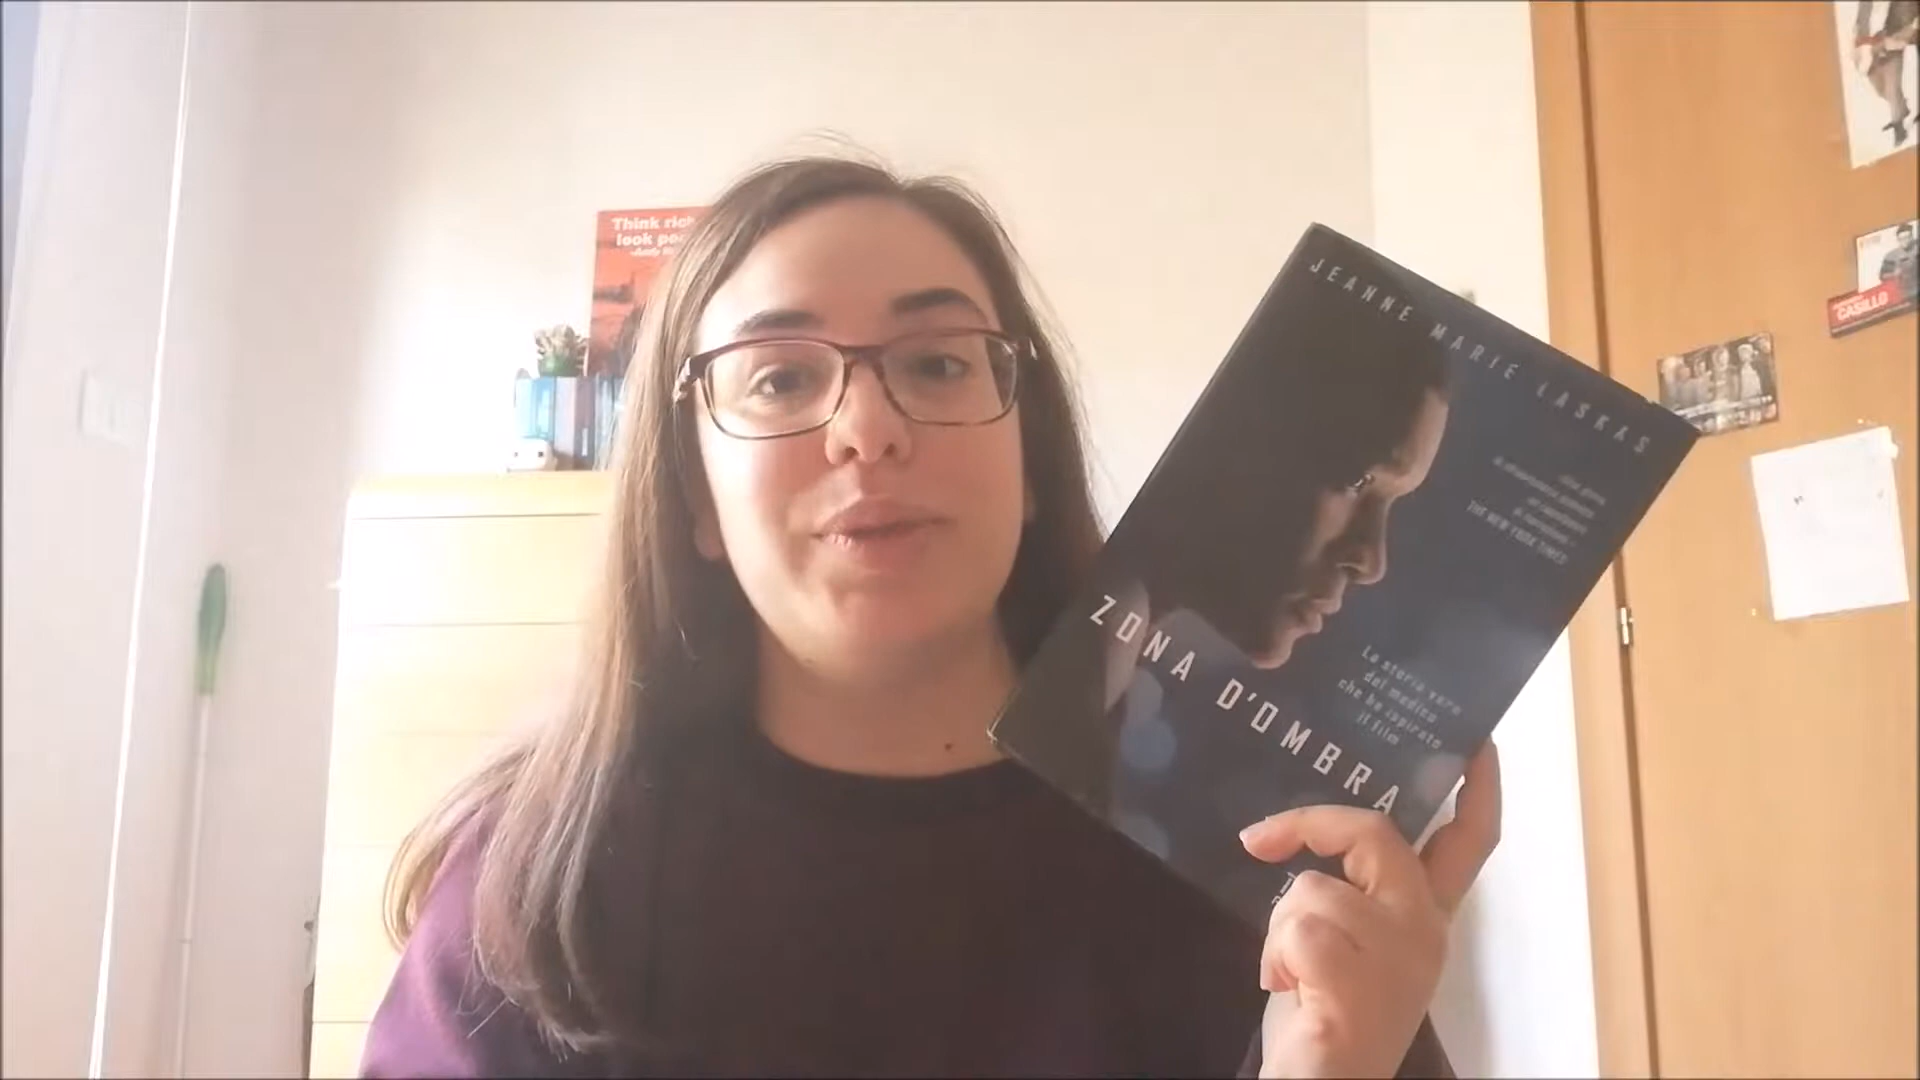 Think rich
look poor
JEANNE MARIE LASKAS
THE NEW YORK TIMES
La storia vera
del medico
che ha ispirato
il film
ZONA D'OMBRA
CASILLO